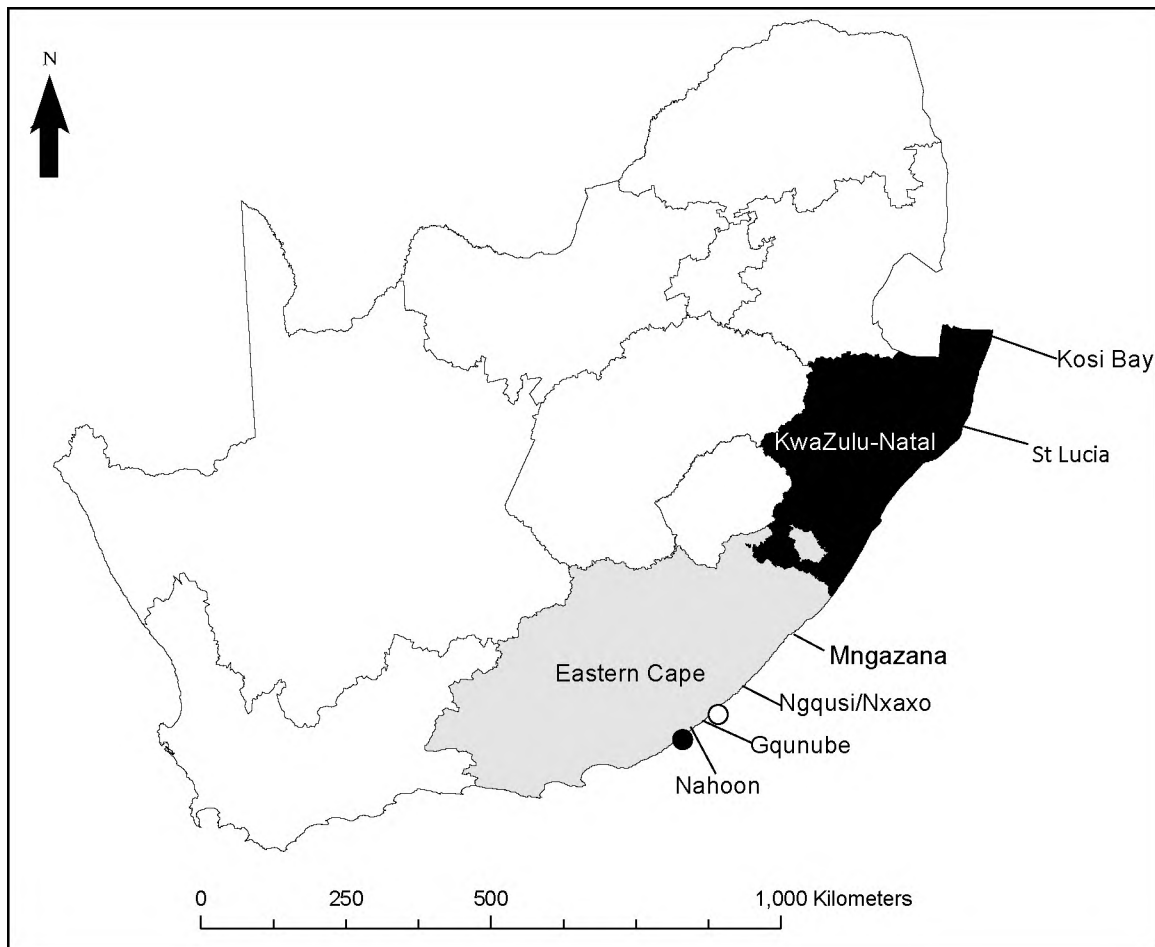 N
Kosi Bay
KwaZulu-Natal
St Lucia
Mngazana
Eastern Cape
Ngqusi/Nxaxo
Gqunube
Nahoon
0 250 500 1,000 Kilometers